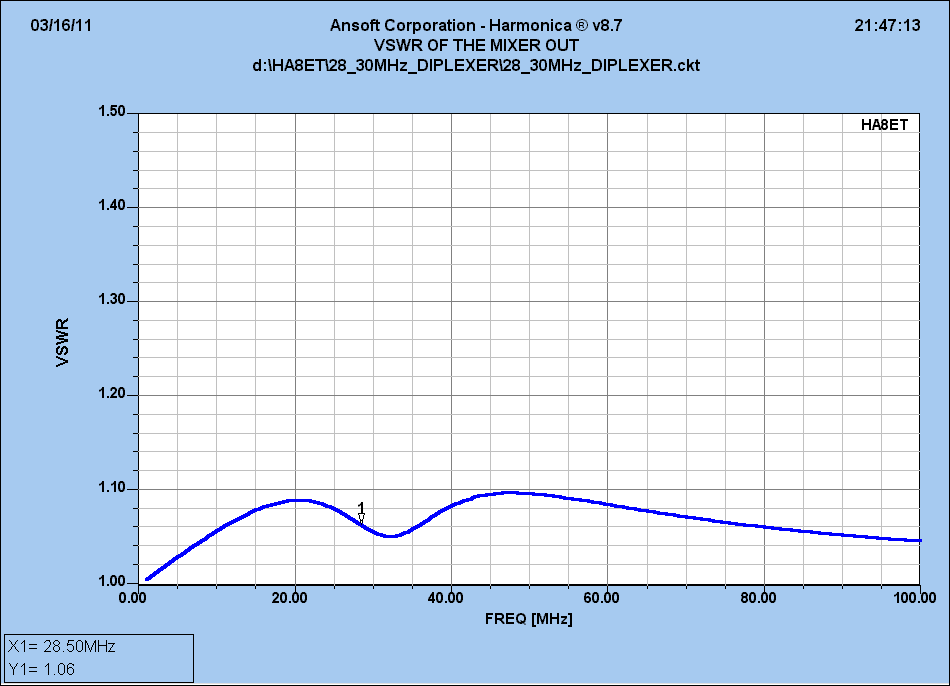 03/16/11 Ansoft Corporation - Harmonica ® v8.7 21:47:13
VSWR OF THE MIXER OUT
d:\HA8ET\28_30MHz_DIPLEXER\28_30MHz_DIPLEXER.ckt
HA8ET
1.50
1.40
1.30
1.20
1.10
1.00
VSWR
1
0.00 20.00 40.00 60.00 80.00 100.00
FREQ [MHz]
X1= 28.50MHz
Y1= 1.06